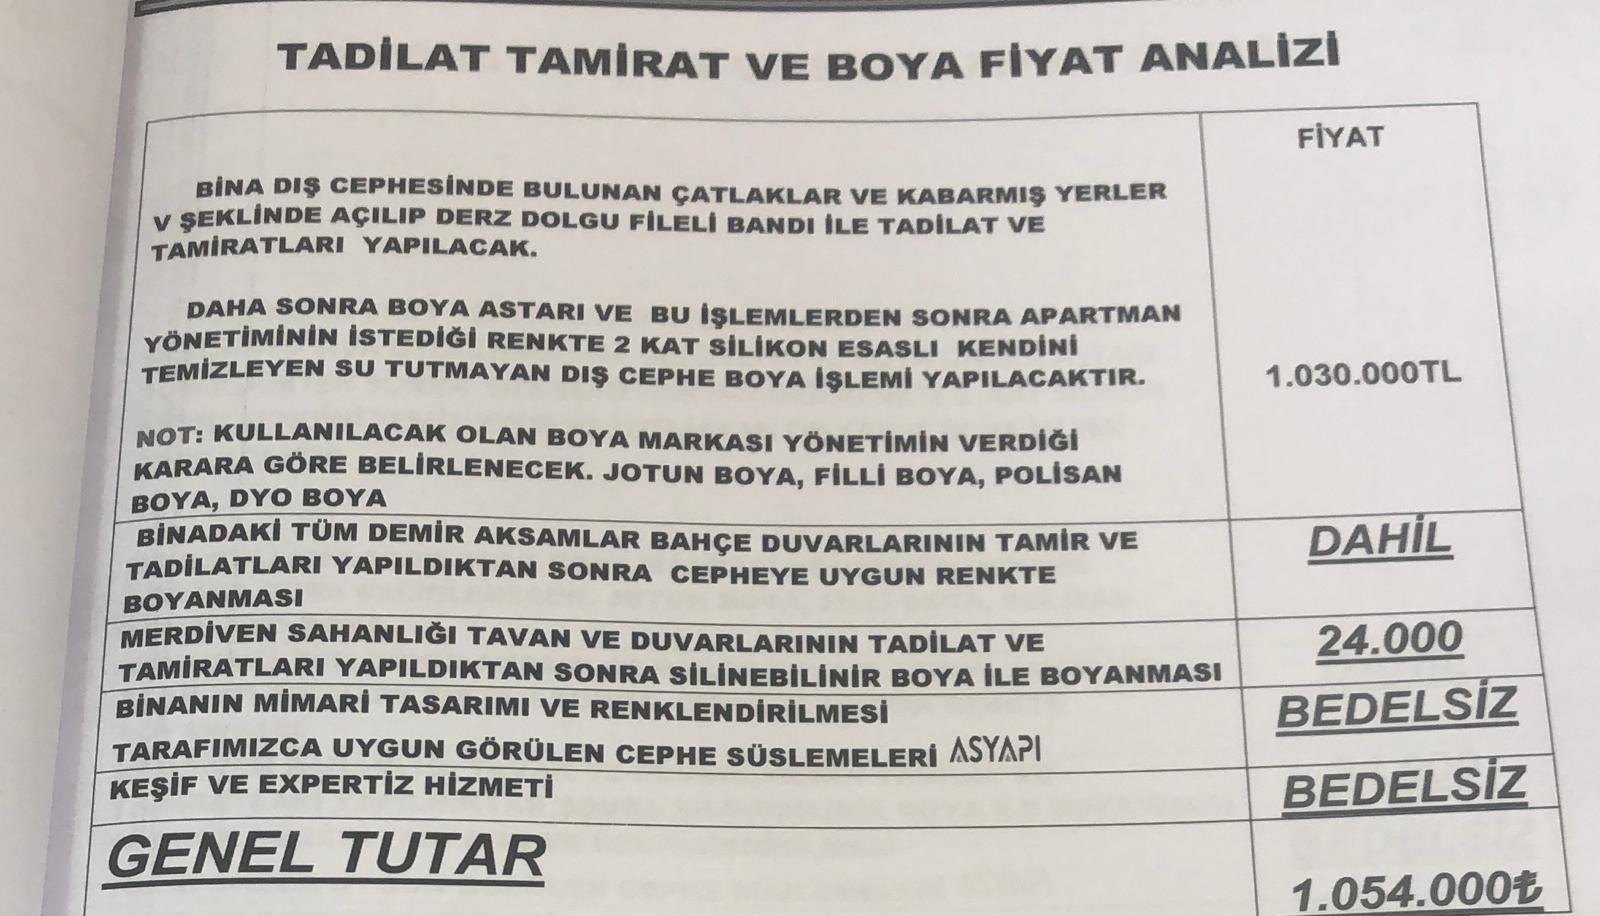 TADİLAT TAMİRAT VE BOYA FİYAT ANALİZİ
FİYAT
BİNA DIŞ CEPHESİNDE BULUNAN ÇATLAKLAR VE KABARMIŞ YERLER
V ŞEKLİNDE AÇILIP DERZ DOLGU FİLELİ BANDI İLE TADİLAT VE
TAMİRATLARI YAPILACAK.
DAHA SONRA BOYA ASTARI VE BU İŞLEMLERDEN SONRA APARTMAN
YÖNETİMİNİN İSTEDİĞİ RENKTE 2 KAT SİLİKON ESASLI KENDİNİ
TEMİZLEYEN SU TUTMAYAN DIŞ CEPHE BOYA İŞLEMİ YAPILACAKTIR.
1.030.000TL
NOT: KULLANILACAK OLAN BOYA MARKASI YÖNETİMİN VERDİĞİ
KARARA GÖRE BELİRLENECEK. JOTUN BOYA, FİLLİ BOYA, POLİSAN
BOYA, DYO BOYA
BİNADAKİ TÜM DEMİR AKSAMLAR BAHÇE DUVARLARININ TAMİR VE
TADİLATLARI YAPILDIKTAN SONRA CEPHEYE UYGUN RENKTE
BOYANMASI
DAHİL
MERDİVEN SAHANLIĞI TAVAN VE DUVARLARININ TADİLAT VE
TAMİRATLARI YAPILDIKTAN SONRA SİLİNEBİLİNİR BOYA İLE BOYANMASI
24.000
BİNANIN MİMARİ TASARIMI VE RENKLENDİRİLMESİ
TARAFIMIZCA UYGUN GÖRÜLEN CEPHE SÜSLEMELERİ ASYAPI
BEDELSİZ
KEŞİF VE EXPERTİZ HİZMETİ
BEDELSİZ
GENEL TUTAR
1.054.000₺